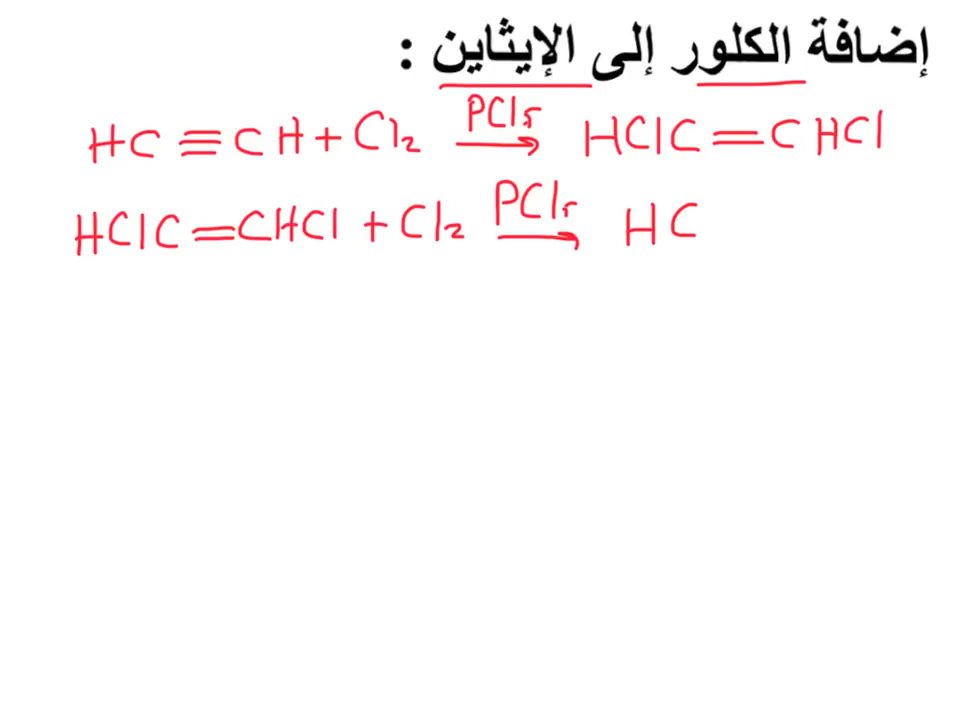 إضافة الكلور إلى الإيثاين :
HC ≡ CH + Cl₂ PCl₅ → HClC = CHCl
HClC = CHCl + Cl₂ PCl₅ → HC